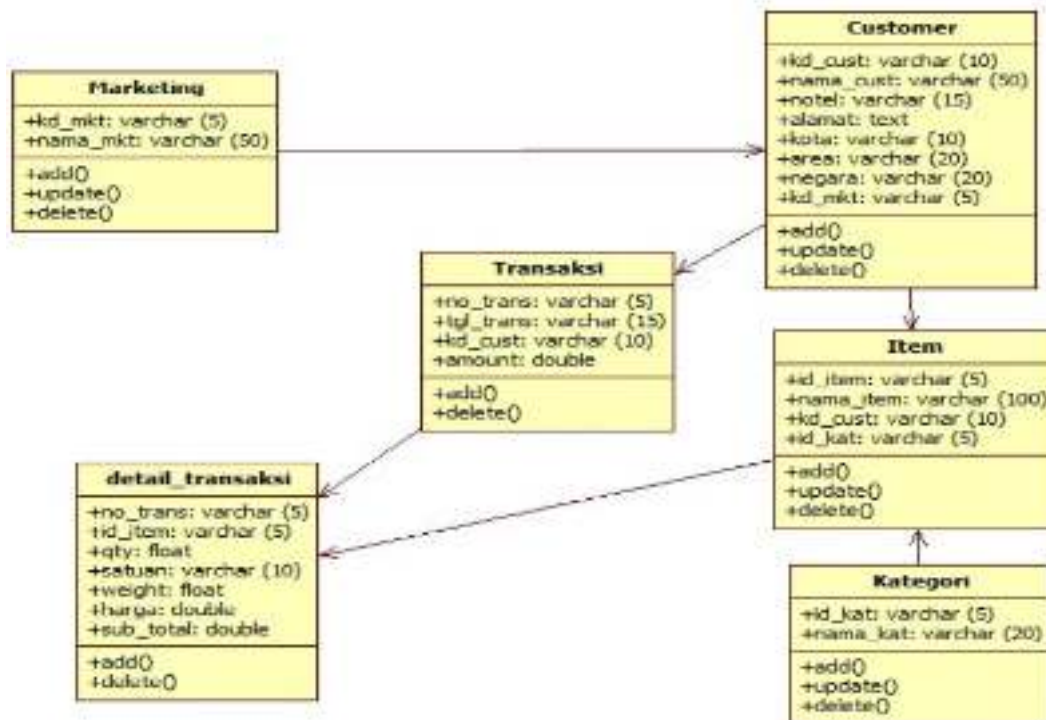 Marketing
+kd_mkt: varchar (5)
+nama_mkt: varchar (50)
+add()
+update()
+delete()
Customer
+kd_cust: varchar (10)
+nama_cust: varchar (50)
+notel: varchar (15)
+alamat: text
+kota: varchar (10)
+area: varchar (20)
+negara: varchar (20)
+kd_mkt: varchar (5)
+add()
+update()
+delete()
Transaksi
+no_trans: varchar (5)
+tgl_trans: varchar (15)
+kd_cust: varchar (10)
+amount: double
+add()
+delete()
Item
+id_item: varchar (5)
+nama_item: varchar (100)
+kd_cust: varchar (10)
+id_kat: varchar (5)
+add()
+update()
+delete()
detail_transaksi
+no_trans: varchar (5)
+id_item: varchar (5)
+qty: float
+satuan: varchar (10)
+weight: float
+harga: double
+sub_total: double
+add()
+delete()
Kategori
+id_kat: varchar (5)
+nama_kat: varchar (20)
+add()
+update()
+delete()